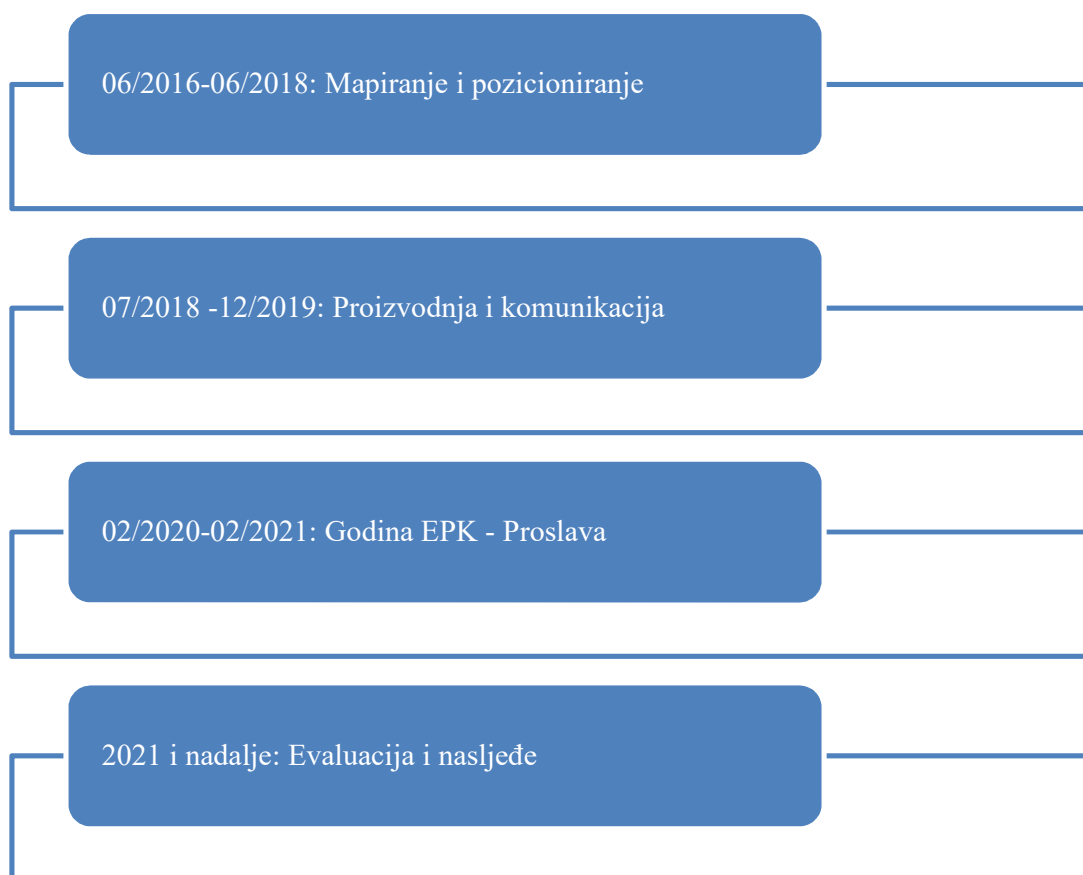 06/2016-06/2018: Mapiranje i pozicioniranje
07/2018 -12/2019: Proizvodnja i komunikacija
02/2020-02/2021: Godina EPK - Proslava
2021 i nadalje: Evaluacija i nasljeđe